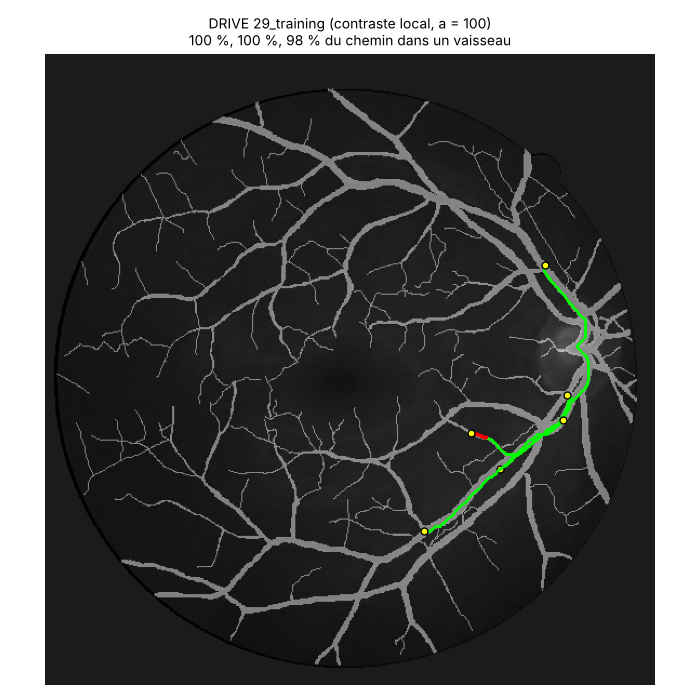 DRIVE 29_training (contraste local, a = 100)
100 %, 100 %, 98 % du chemin dans un vaisseau